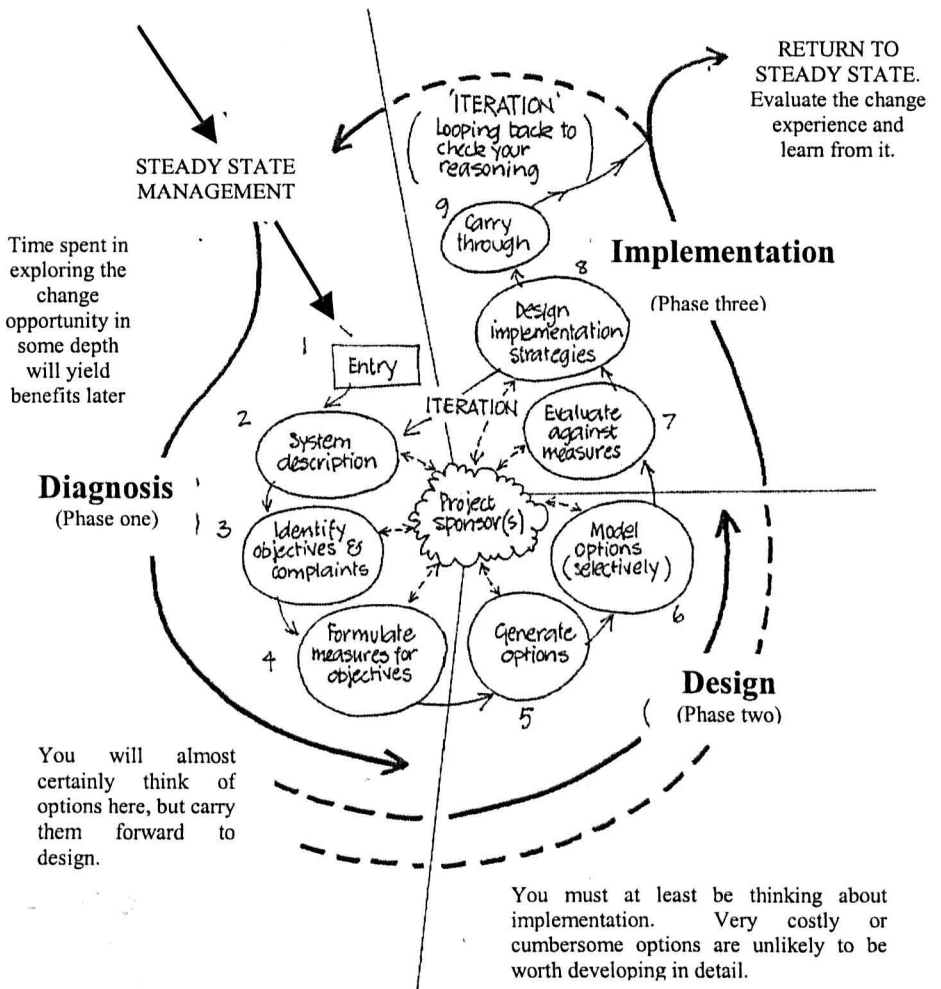 RETURN TO
STEADY STATE.
Evaluate the change
experience and
learn from it.
'ITERATION'
Looping back to
check your
reasoning
STEADY STATE
MANAGEMENT
Time spent in
exploring the
change
opportunity in
some depth
will yield
benefits later
Implementation
(Phase three)
9
Carry
through
8
Design
implementation
strategies
1
Entry
ITERATION
2
System
description
Evaluate
against
measures
7
Diagnosis
(Phase one)
3
Identify
objectives &
complaints
Project
sponsor(s)
Model
options
(selectively)
6
4
Formulate
measures for
objectives
Generate
options
5
Design
(Phase two)
You will almost
certainly think of
options here, but carry
them forward to
design.
You must at least be thinking about
implementation. Very costly or
cumbersome options are unlikely to be
worth developing in detail.